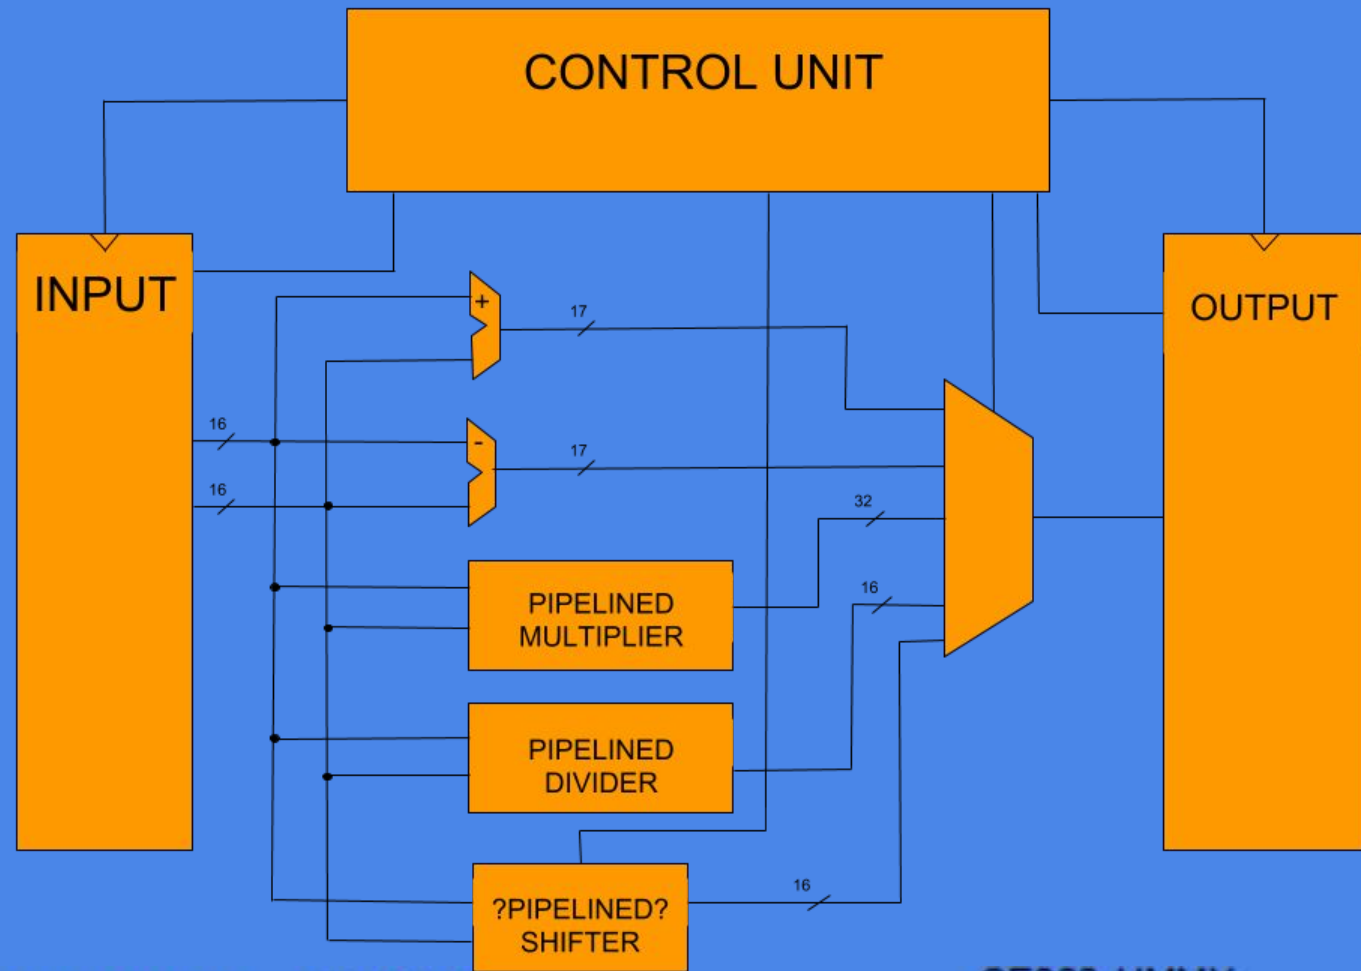 CONTROL UNIT
INPUT
OUTPUT
+
17
16
-
17
16
32
PIPELINED
MULTIPLIER
16
PIPELINED
DIVIDER
16
?PIPELINED?
SHIFTER